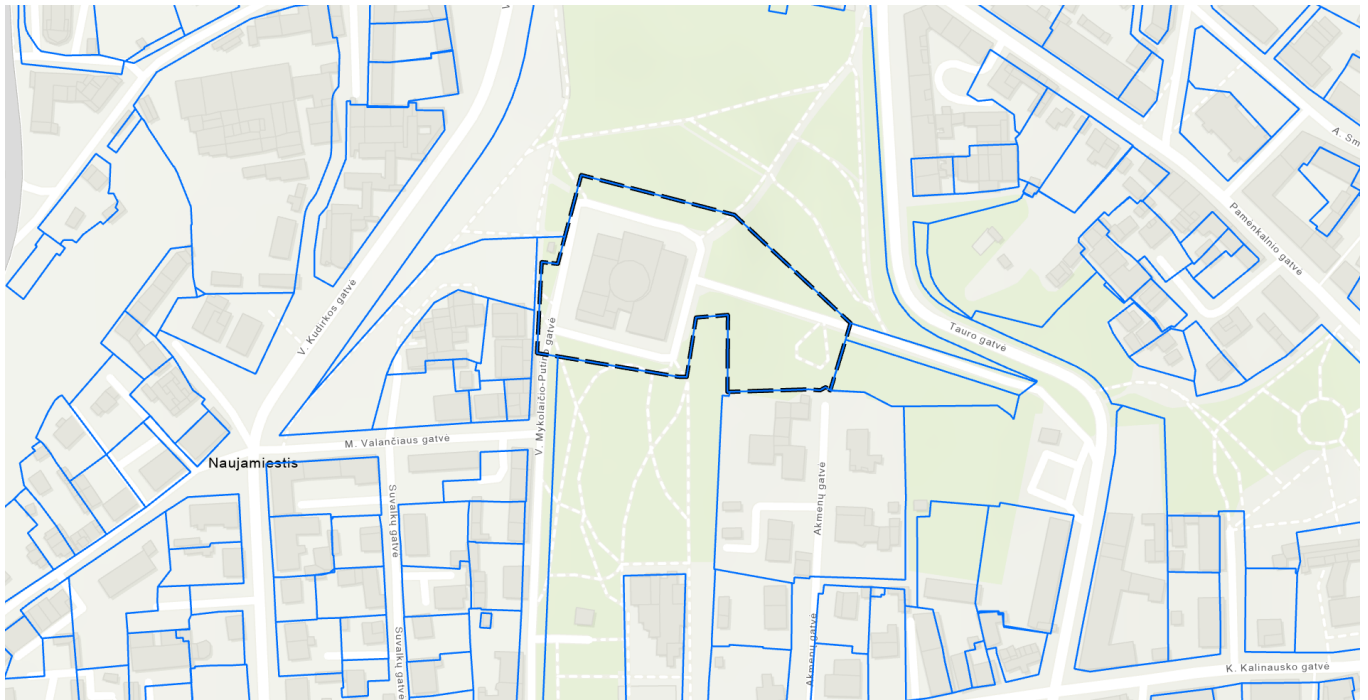 A. Sm
Pamėnkalnio gatvė
V. Kudirkos gatvė
Tauro gatvė
V. Mykolaičio-Putino gatvė
M. Valančiaus gatvė
Naujamiestis
Suvalkų gatvė
Akmenų gatvė
Suvalkų gatvė
Akmenų gatvė
K. Kalinausko gatvė